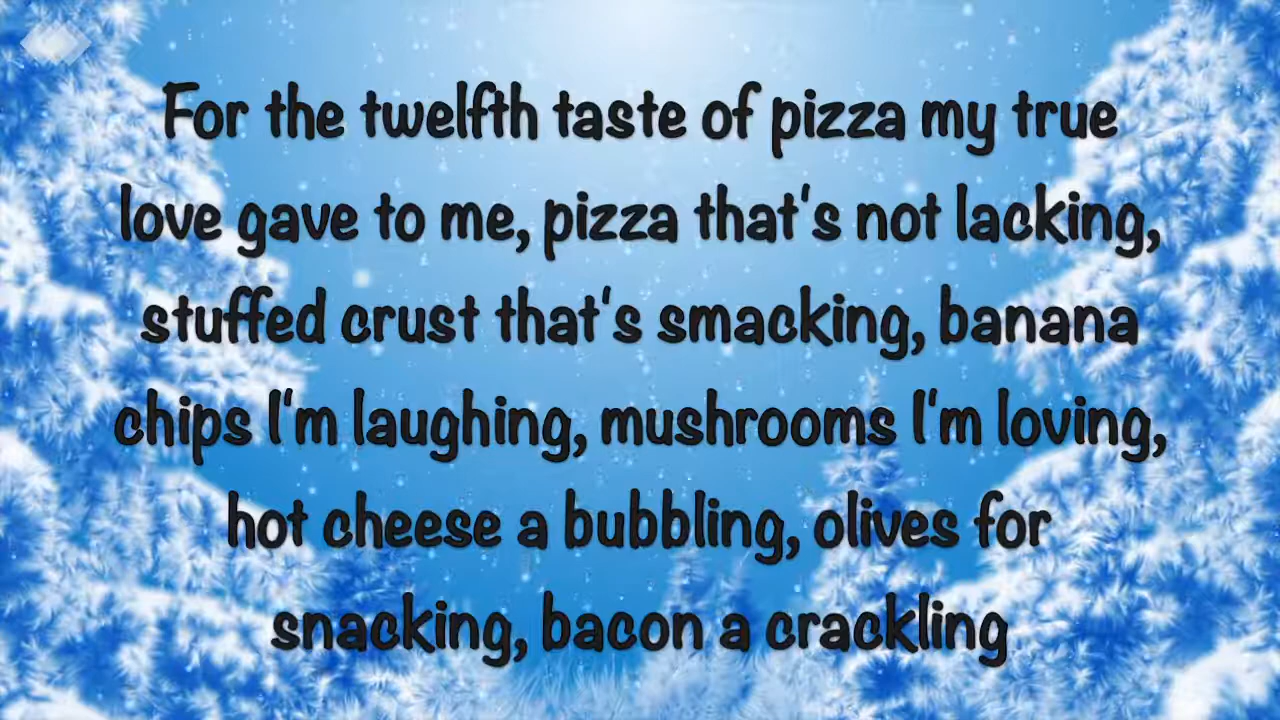 For the twelfth taste of pizza my true
love gave to me, pizza that's not lacking,
stuffed crust that's smacking, banana
chips I'm laughing, mushrooms I'm loving,
hot cheese a bubbling, olives for
snacking, bacon a crackling